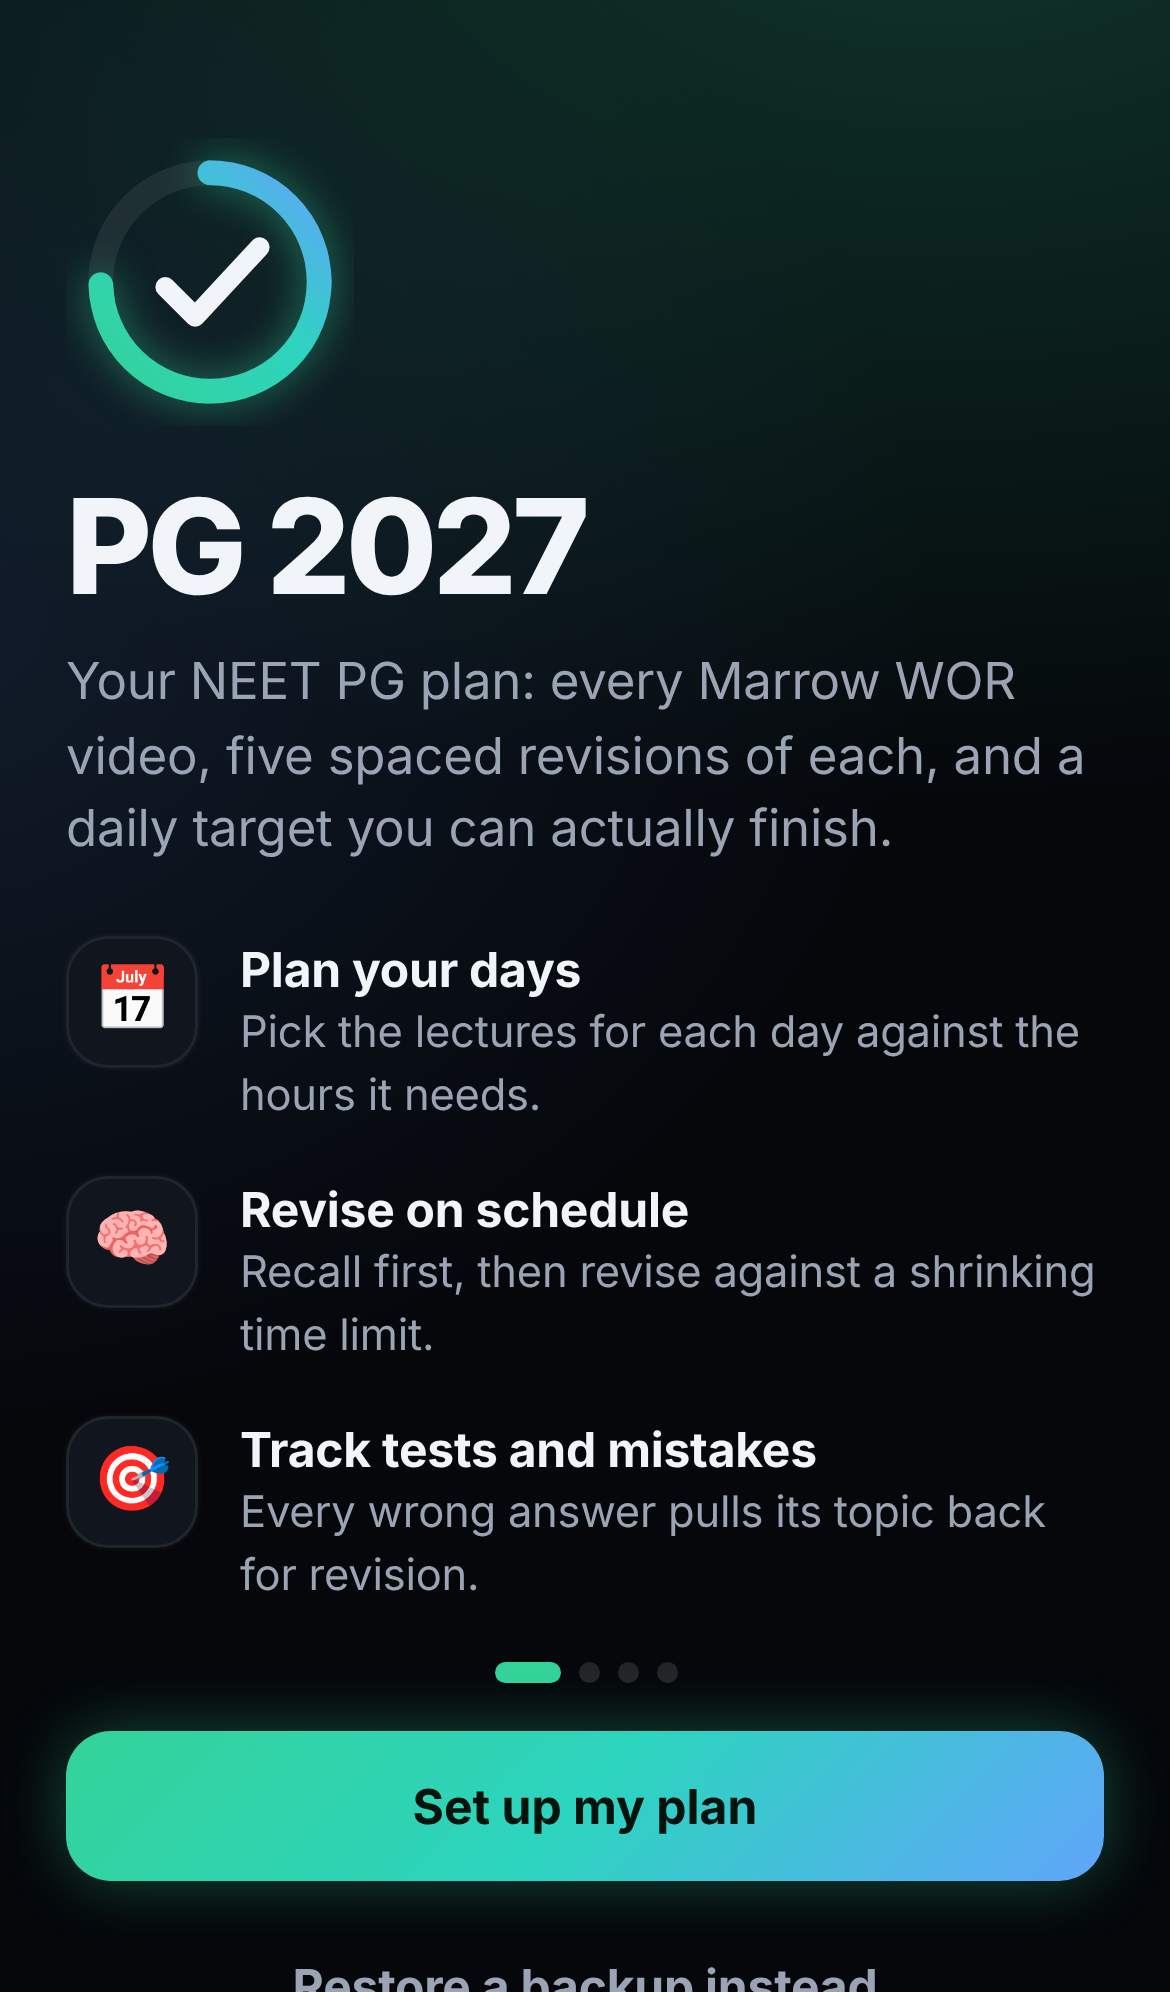 PG 2027
Your NEET PG plan: every Marrow WOR
video, five spaced revisions of each, and a
daily target you can actually finish.
July
17
Plan your days
Pick the lectures for each day against the
hours it needs.
Revise on schedule
Recall first, then revise against a shrinking
time limit.
Track tests and mistakes
Every wrong answer pulls its topic back
for revision.
Set up my plan
Restore a backup instead